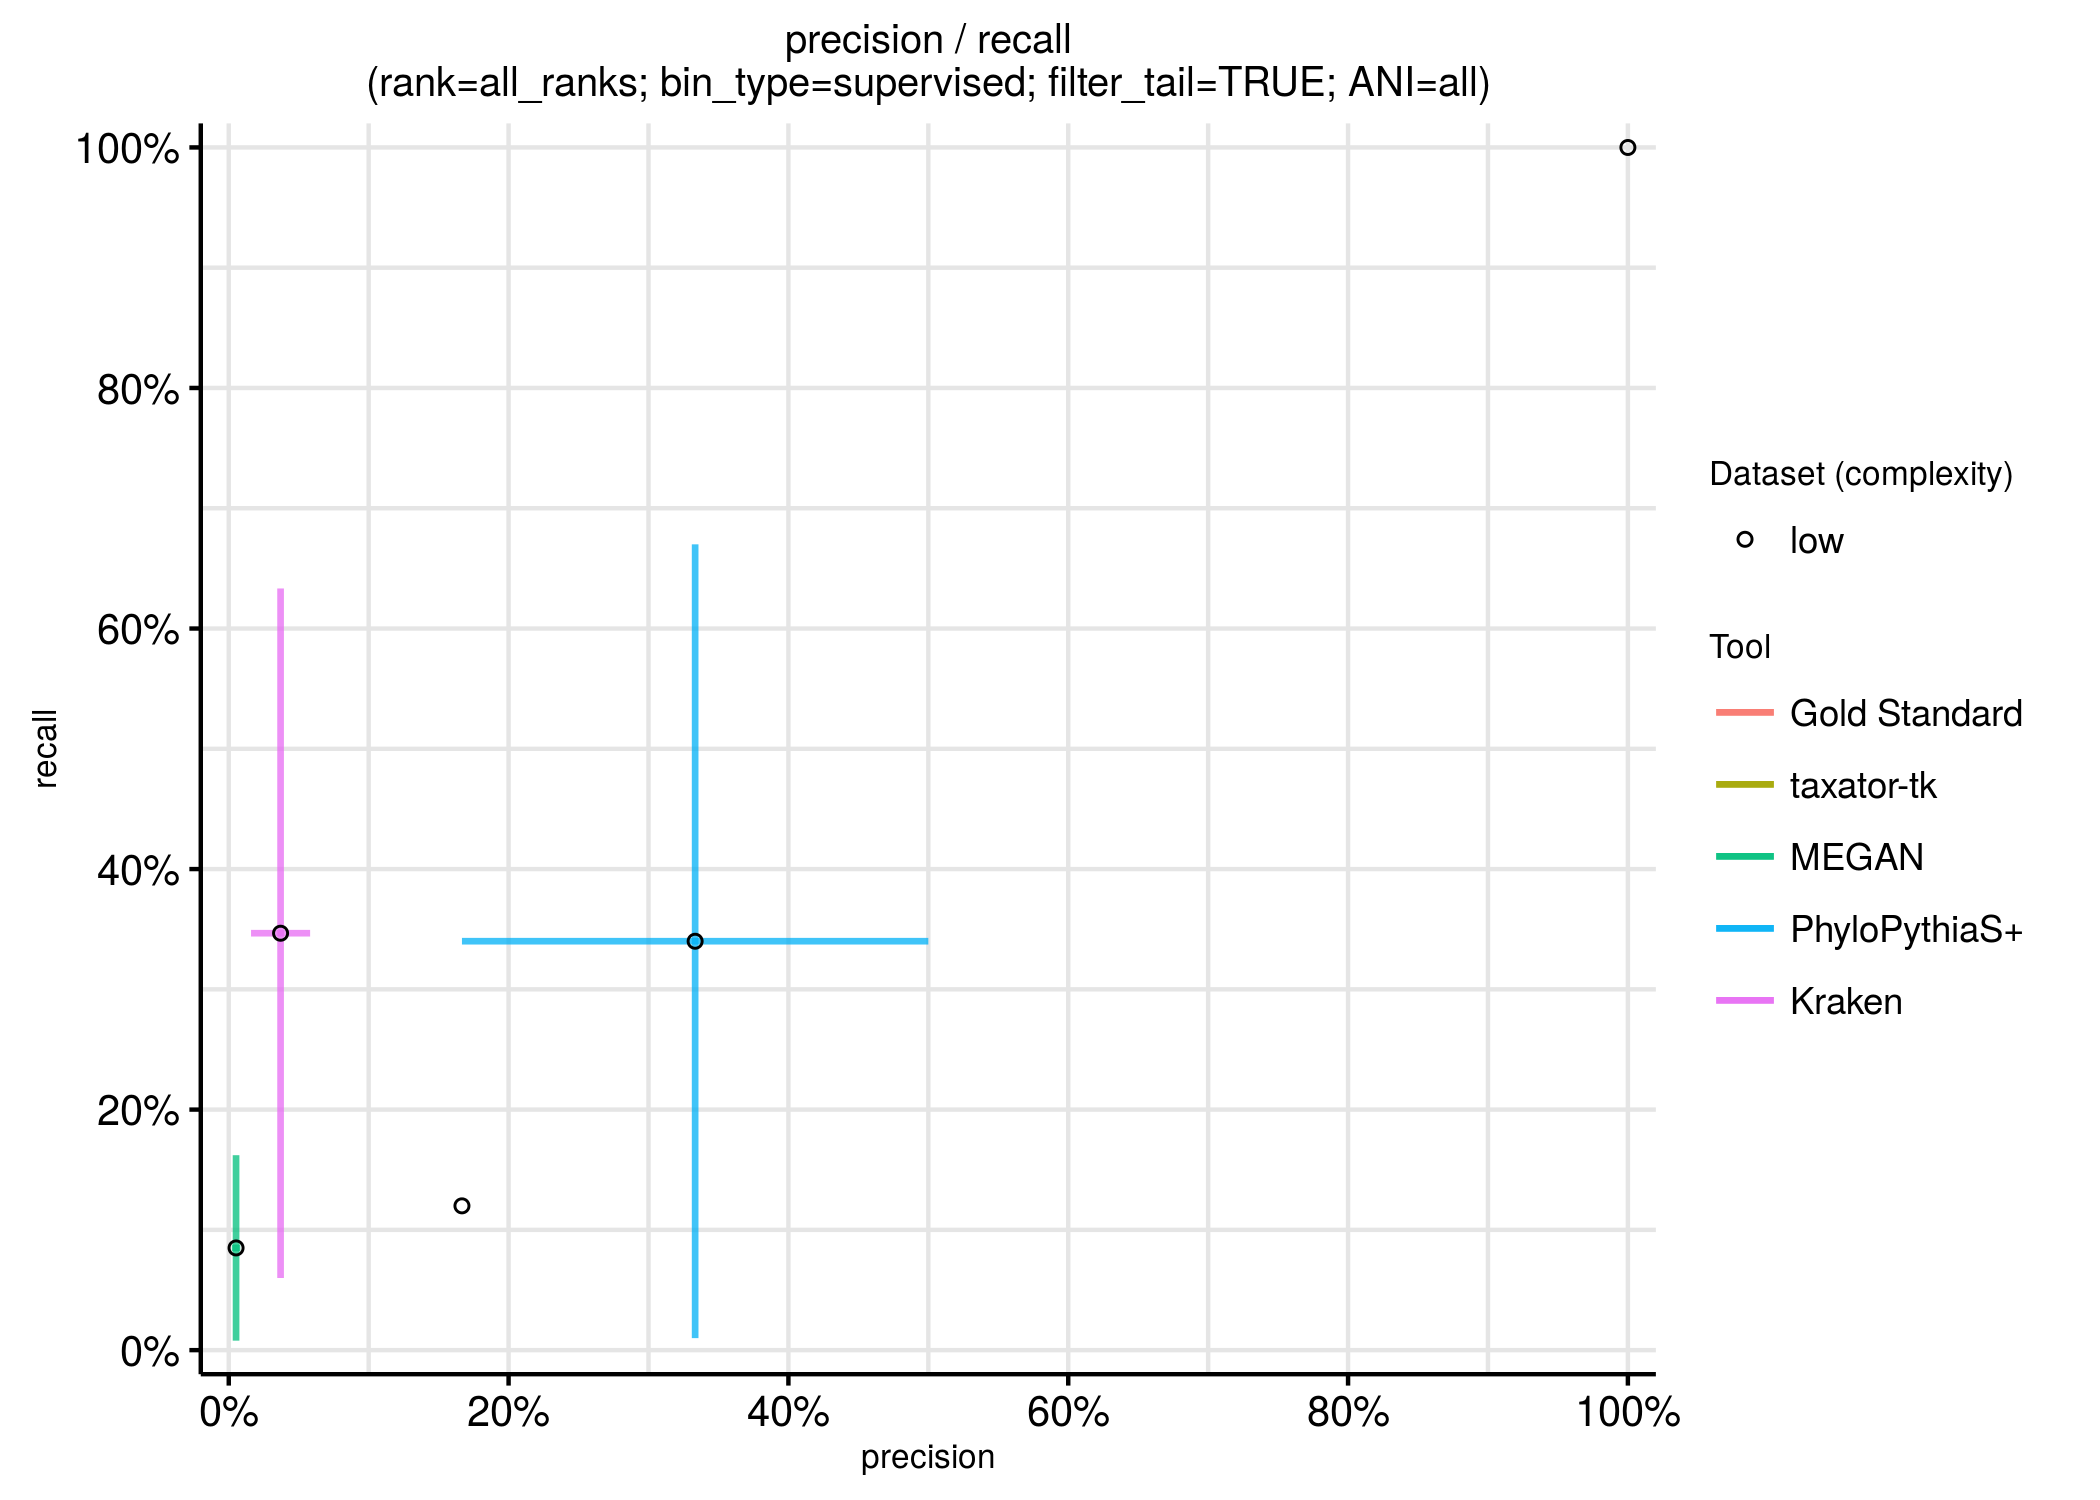 precision / recall
(rank=all_ranks; bin_type=supervised; filter_tail=TRUE; ANI=all)
100%
80%
60%
40%
20%
0%
recall
0%
20%
40%
60%
80%
100%
precision
Dataset (complexity)
low
Tool
Gold Standard
taxator-tk
MEGAN
PhyloPythiaS+
Kraken